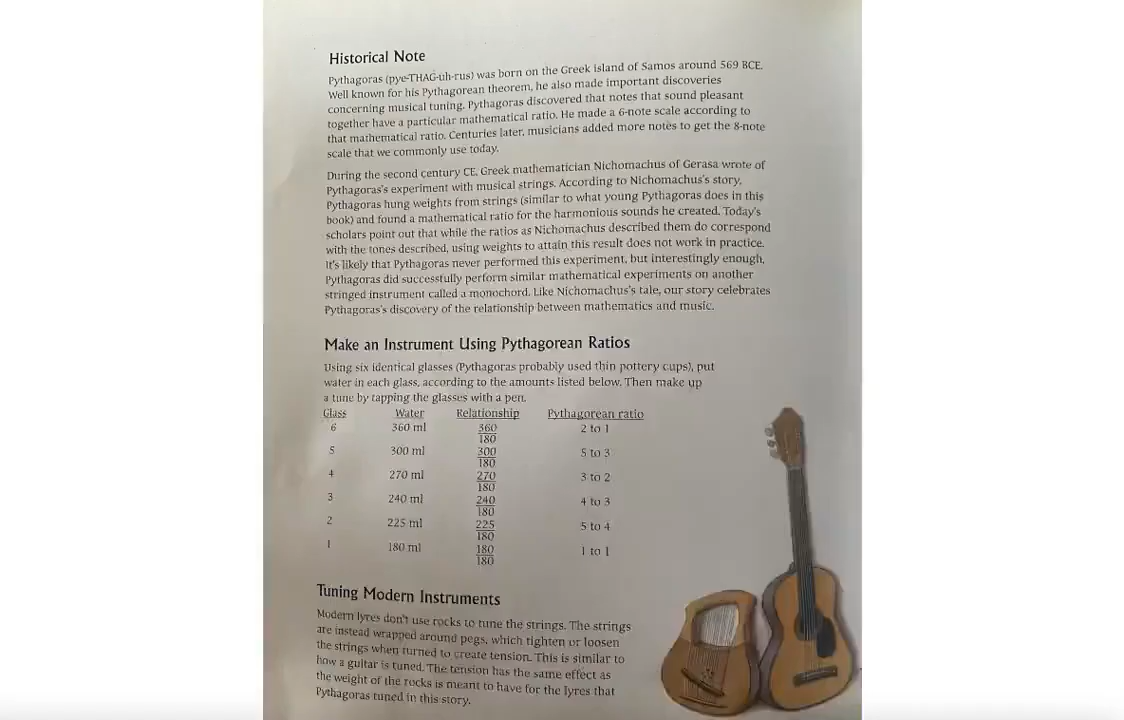 Historical Note
Pythagoras (pye-THAG-uh-rus) was born on the Greek island of Samos around 569 BCE.
Well known for his Pythagorean theorem, he also made important discoveries
concerning musical tuning. Pythagoras discovered that notes that sound pleasant
together have a particular mathematical ratio. He made a 6-note scale according to
that mathematical ratio. Centuries later, musicians added more notes to get the 8-note
scale that we commonly use today.
During the second century CE, Greek mathematician Nichomachus of Gerasa wrote of
Pythagoras's experiment with musical strings. According to Nichomachus's story,
Pythagoras hung weights from strings (similar to what young Pythagoras does in this
book) and found a mathematical ratio for the harmonious sounds he created. Today's
scholars point out that while the ratios as Nichomachus described them do correspond
with the tones described, using weights to attain this result does not work in practice.
It's likely that Pythagoras never performed this experiment, but interestingly enough,
Pythagoras did successfully perform similar mathematical experiments on another
stringed instrument called a monochord. Like Nichomachus's tale, our story celebrates
Pythagoras's discovery of the relationship between mathematics and music.
Make an Instrument Using Pythagorean Ratios
Using six identical glasses (Pythagoras probably used thin pottery cups), put
water in each glass, according to the amounts listed below. Then make up
a tune by tapping the glasses with a pen.
Glass Water Relationship Pythagorean ratio
6 360 ml 360/180 2 to 1
5 300 ml 300/180 5 to 3
4 270 ml 270/180 3 to 2
3 240 ml 240/180 4 to 3
2 225 ml 225/180 5 to 4
1 180 ml 180/180 1 to 1
Tuning Modern Instruments
Modern lyres don't use rocks to tune the strings. The strings
are instead wrapped around pegs, which tighten or loosen
the strings when turned to create tension. This is similar to
how a guitar is tuned. The tension has the same effect as
the weight of the rocks is meant to have for the lyres that
Pythagoras tuned in this story.